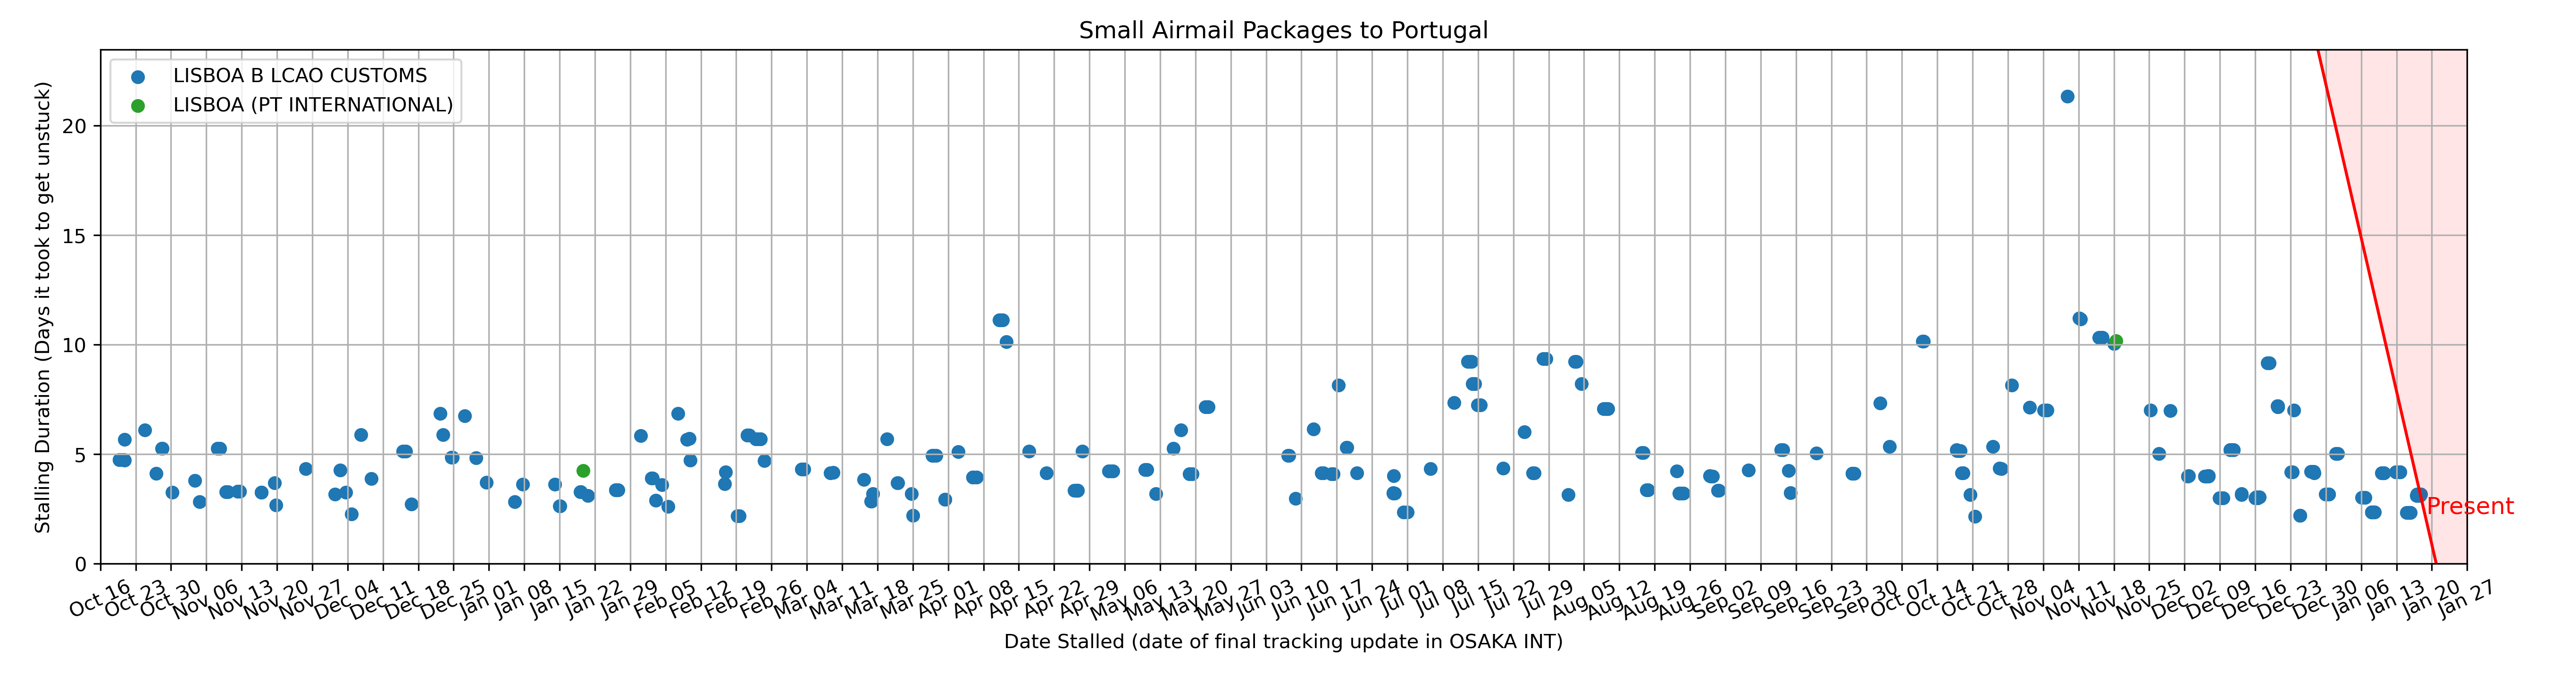 Small Airmail Packages to Portugal
LISBOA B LCAO CUSTOMS
LISBOA (PT INTERNATIONAL)
Stalling Duration (Days it took to get unstuck)
20
15
10
5
0
Present
Oct 16 Oct 23 Oct 30 Nov 06 Nov 13 Nov 20 Nov 27 Dec 04 Dec 11 Dec 18 Dec 25 Jan 01 Jan 08 Jan 15 Jan 22 Jan 29 Feb 05 Feb 12 Feb 19 Feb 26 Mar 04 Mar 11 Mar 18 Mar 25 Apr 01 Apr 08 Apr 15 Apr 22 Apr 29 May 06 May 13 May 20 May 27 Jun 03 Jun 10 Jun 17 Jun 24 Jul 01 Jul 08 Jul 15 Jul 22 Jul 29 Aug 05 Aug 12 Aug 19 Aug 26 Sep 02 Sep 09 Sep 16 Sep 23 Sep 30 Oct 07 Oct 14 Oct 21 Oct 28 Nov 04 Nov 11 Nov 18 Nov 25 Dec 02 Dec 09 Dec 16 Dec 23 Dec 30 Jan 06 Jan 13 Jan 20 Jan 27
Date Stalled (date of final tracking update in OSAKA INT)